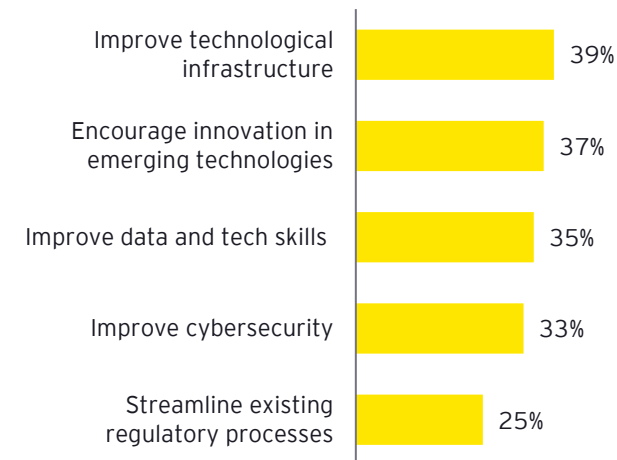 Improve technological
infrastructure
39%
Encourage innovation in
emerging technologies
37%
Improve data and tech skills
35%
Improve cybersecurity
33%
Streamline existing
regulatory processes
25%